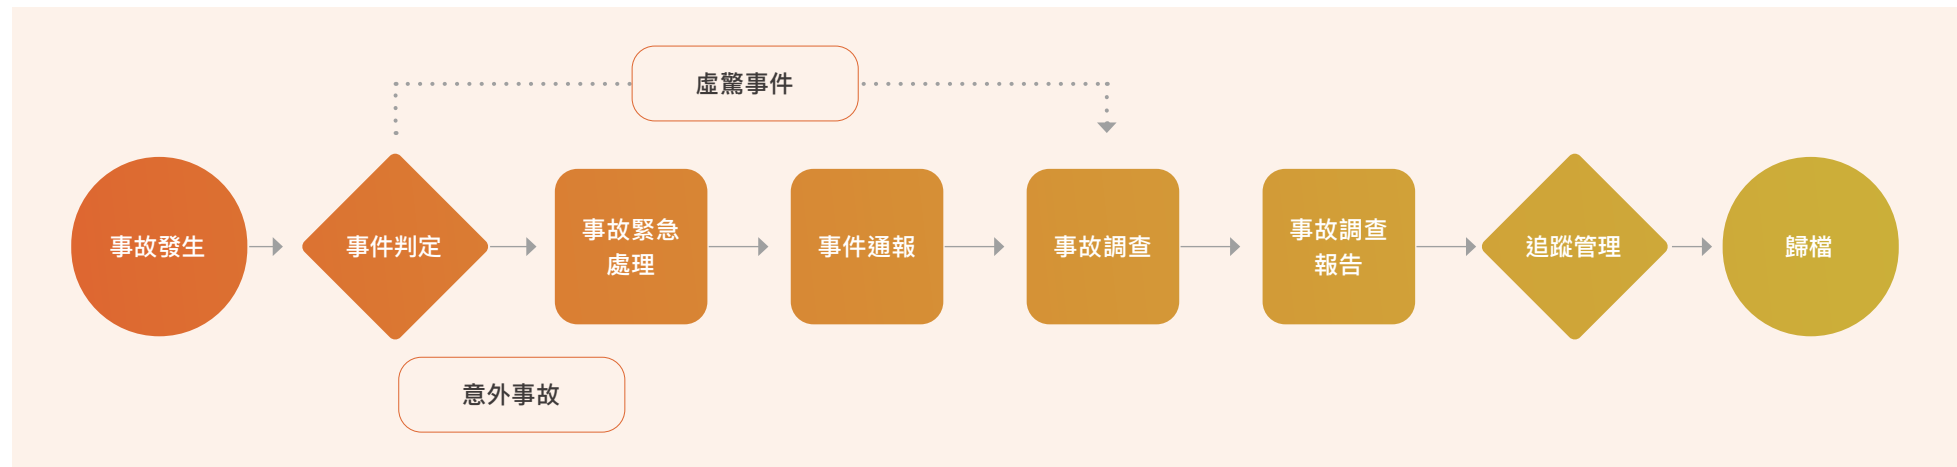 虛驚事件
事故發生
事件判定
事故緊急
處理
事件通報
事故調查
事故調查
報告
追蹤管理
歸檔
意外事故